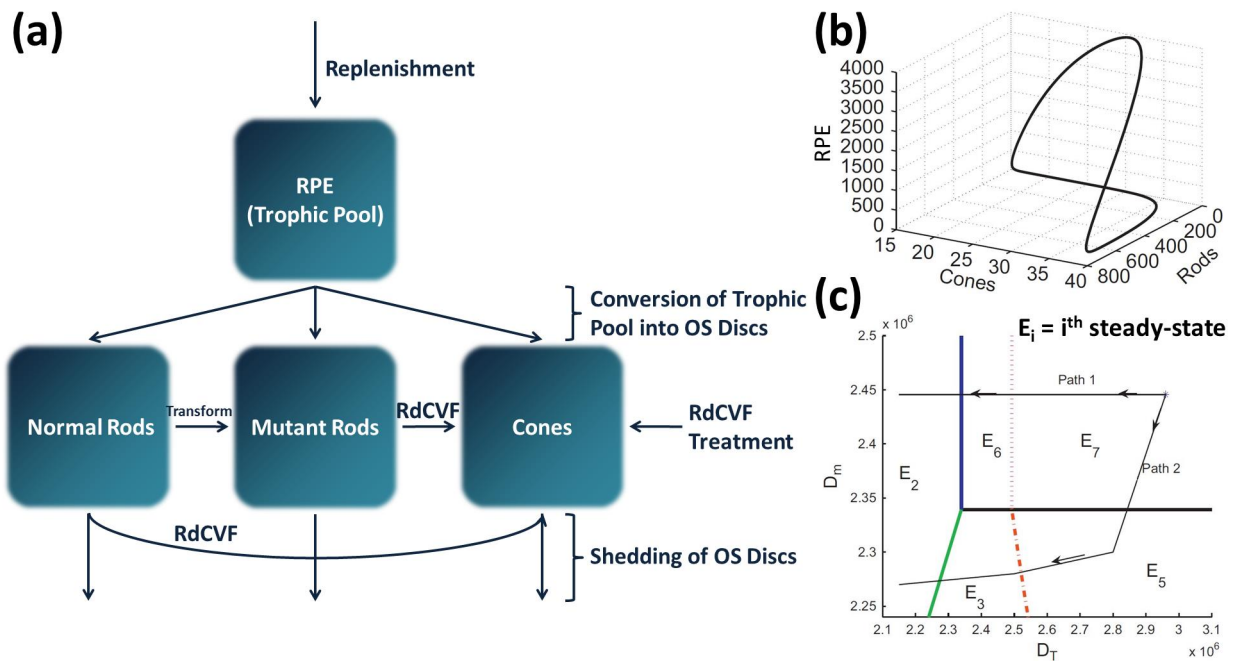 (a)
Replenishment
RPE
(Trophic Pool)
Conversion of Trophic
Pool into OS Discs
Normal Rods
Transform
Mutant Rods
RdCVF
Cones
RdCVF
Treatment
RdCVF
Shedding of OS Discs
(b)
4000
3500
3000
2500
2000
1500
1000
500
0
RPE
15
20
25
30
35
40
Cones
0
200
400
600
800
Rods
(c)
x 10⁶
Eᵢ = iᵗʰ steady-state
2.5
2.45
2.4
2.35
2.3
2.25
Dₘ
Path 1
Path 2
E₆
E₇
E₂
E₃
E₅
2.1 2.2 2.3 2.4 2.5 2.6 2.7 2.8 2.9 3 3.1
D_T
x 10⁶